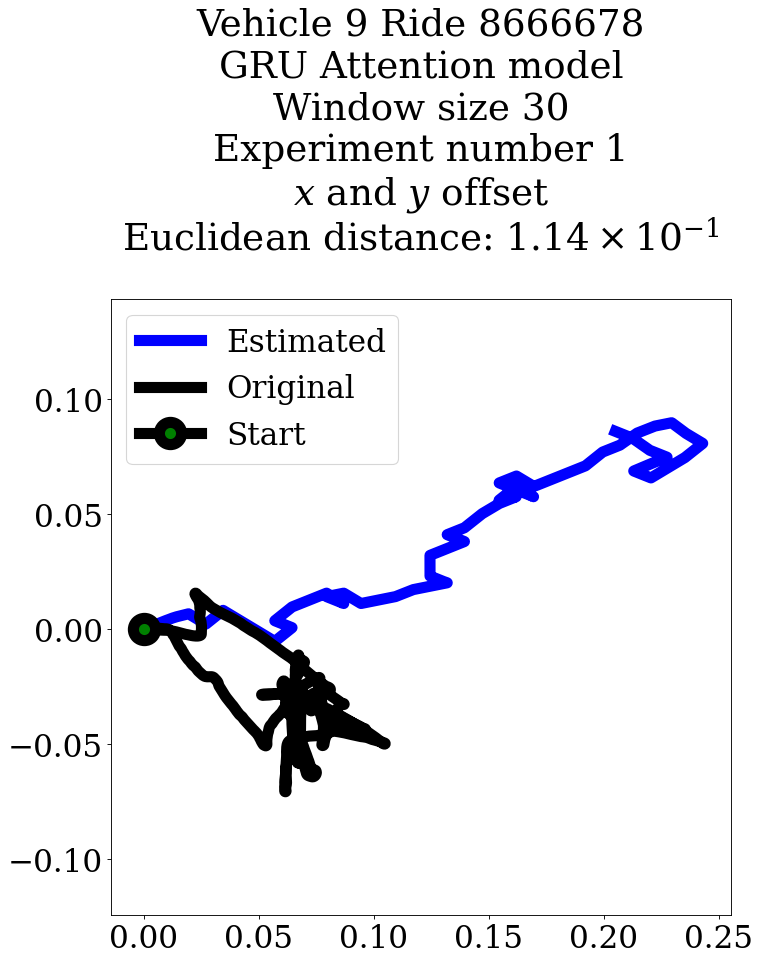 Vehicle 9 Ride 8666678
GRU Attention model
Window size 30
Experiment number 1
x and y offset
Euclidean distance: 1.14 × 10⁻¹
Estimated
Original
Start
0.10
0.05
0.00
−0.05
−0.10
0.00 0.05 0.10 0.15 0.20 0.25